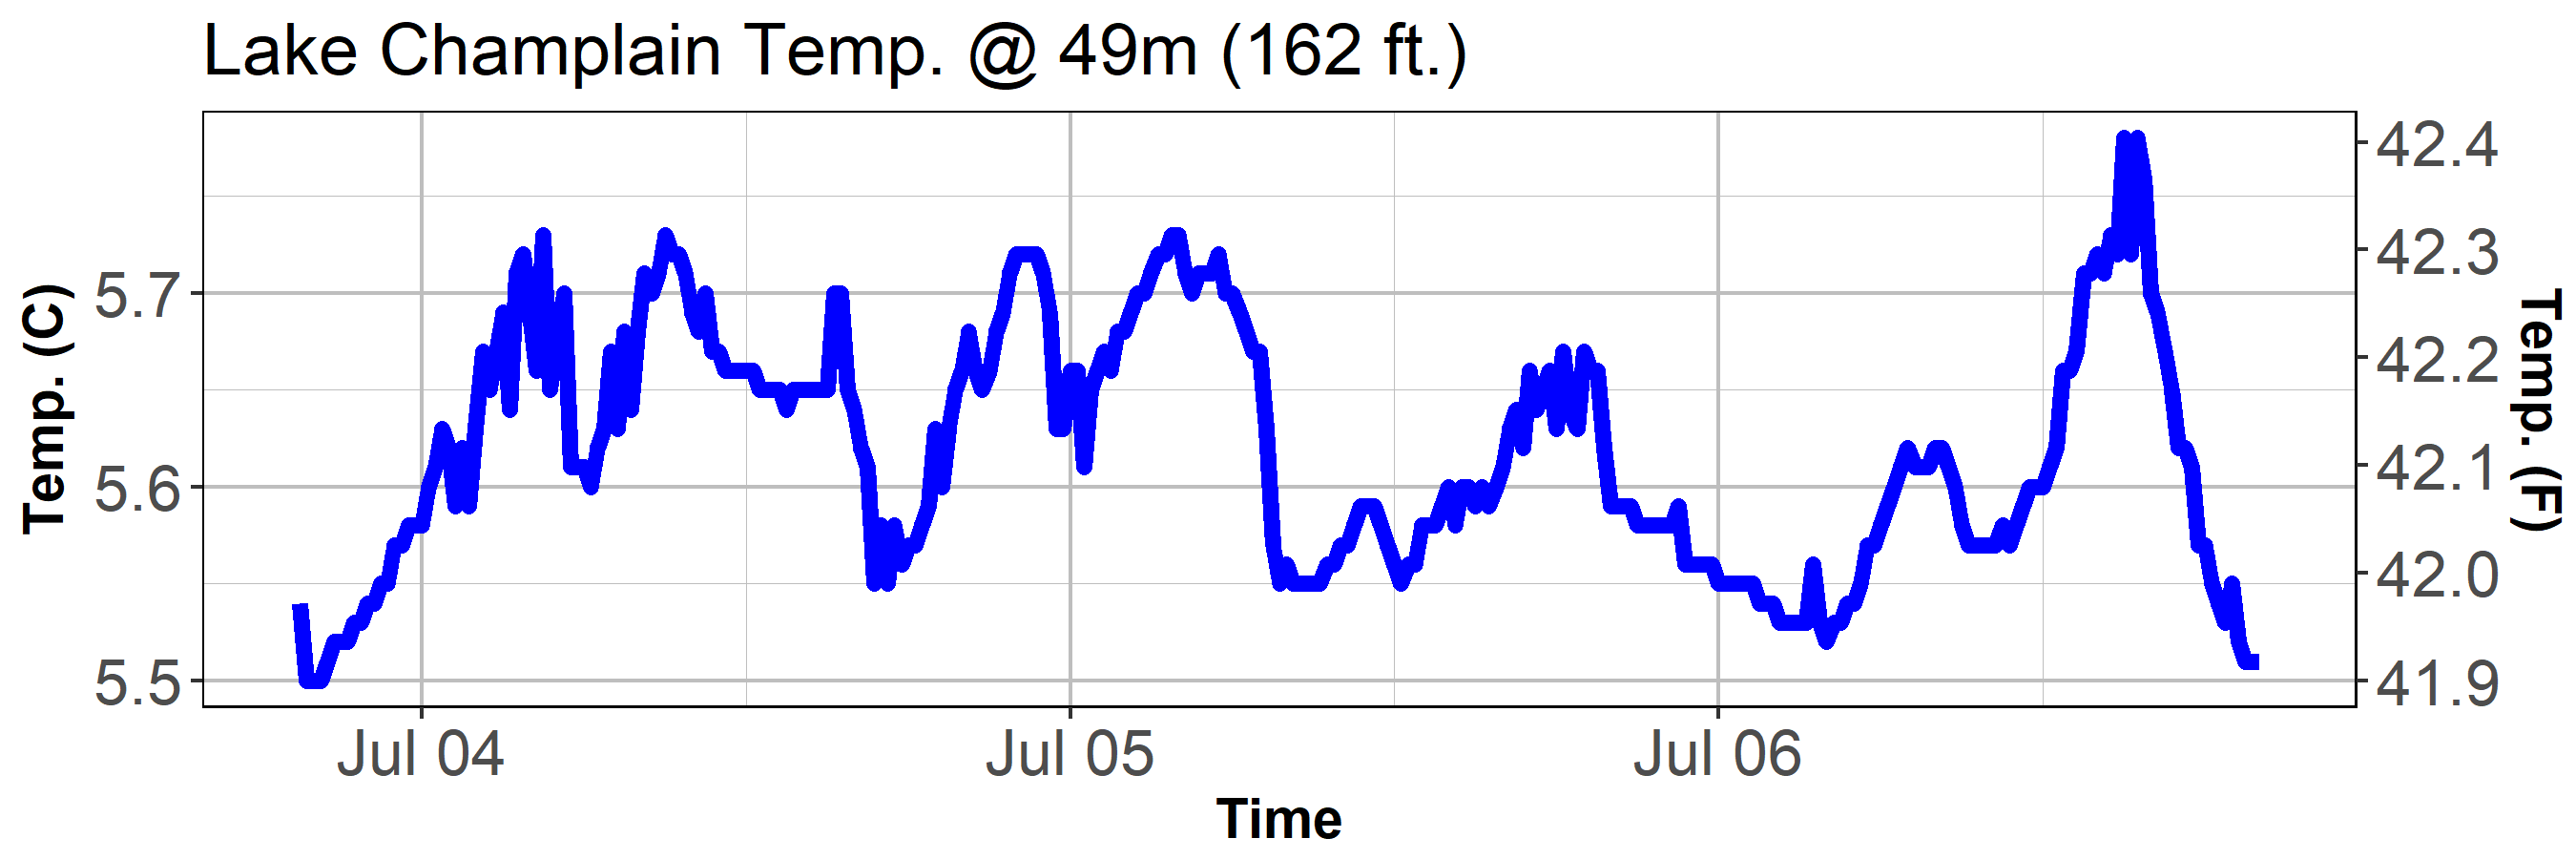 Lake Champlain Temp. @ 49m (162 ft.)
Temp. (C)
5.7
5.6
5.5
42.4
42.3
42.2
42.1
42.0
41.9
Temp. (F)
Jul 04 Jul 05 Jul 06
Time